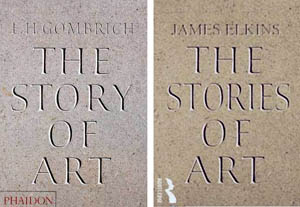 E.H. GOMBRICH
THE
STORY
OF
ART
PHAIDON
JAMES ELKINS
THE
STORIES
OF
ART